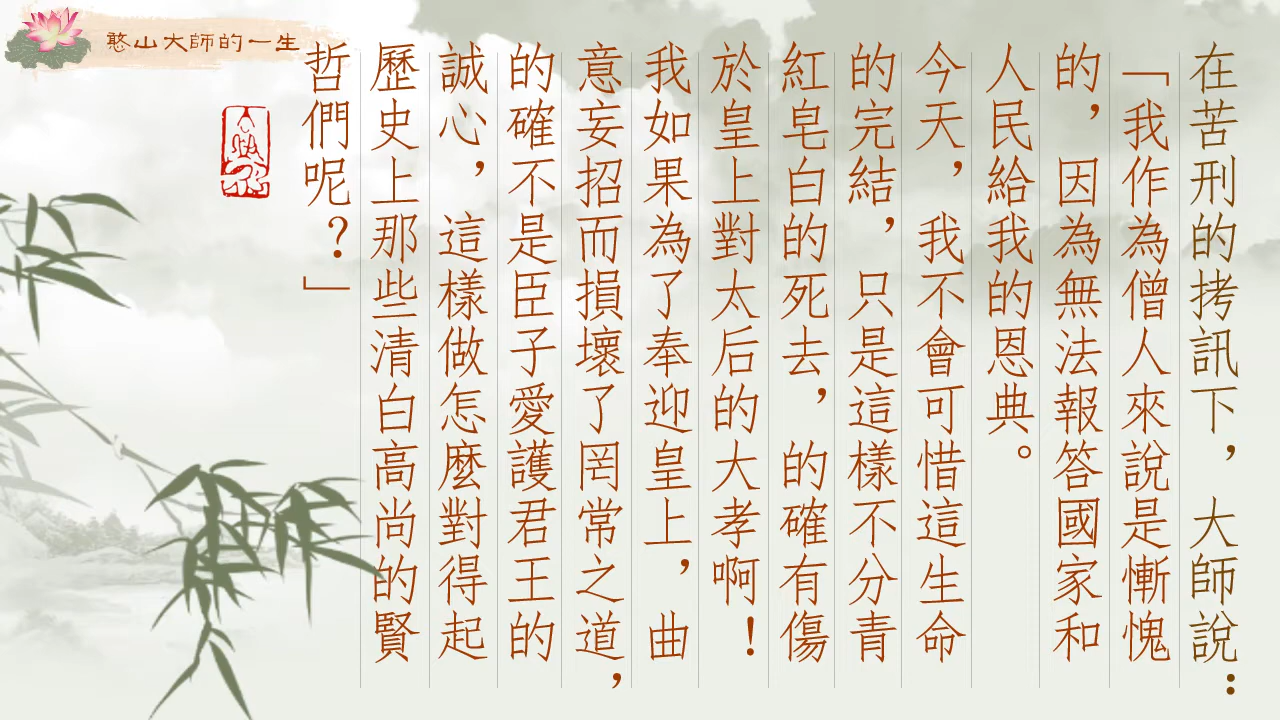 憨山大師的一生
在苦刑的拷訊下，大師說：
「我作為僧人來說是慚愧
的，因為無法報答國家和
人民給我的恩典。
今天，我不會可惜這生命
的完結，只是這樣不分青
紅皂白的死去，的確有傷
於皇上對太后的大孝啊！
我如果為了奉迎皇上，曲
意妄招而損壞了罔常之道，
的確不是臣子愛護君王的
誠心，這樣做怎麼對得起
歷史上那些清白高尚的賢
哲們呢？」